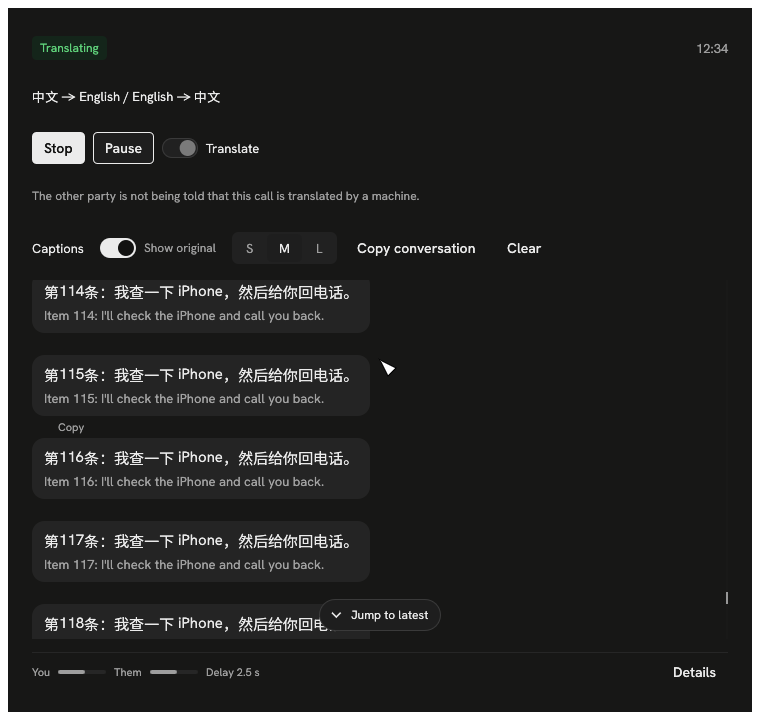 Translating
12:34
中文 → English / English → 中文
Stop
Pause
Translate
The other party is not being told that this call is translated by a machine.
Captions
Show original
S
M
L
Copy conversation
Clear
第114条：我查一下 iPhone，然后给你回电话。
Item 114: I'll check the iPhone and call you back.
第115条：我查一下 iPhone，然后给你回电话。
Item 115: I'll check the iPhone and call you back.
Copy
第116条：我查一下 iPhone，然后给你回电话。
Item 116: I'll check the iPhone and call you back.
第117条：我查一下 iPhone，然后给你回电话。
Item 117: I'll check the iPhone and call you back.
第118条：我查一下 iPhone，然后给你回
Jump to latest
You
Them
Delay 2.5 s
Details